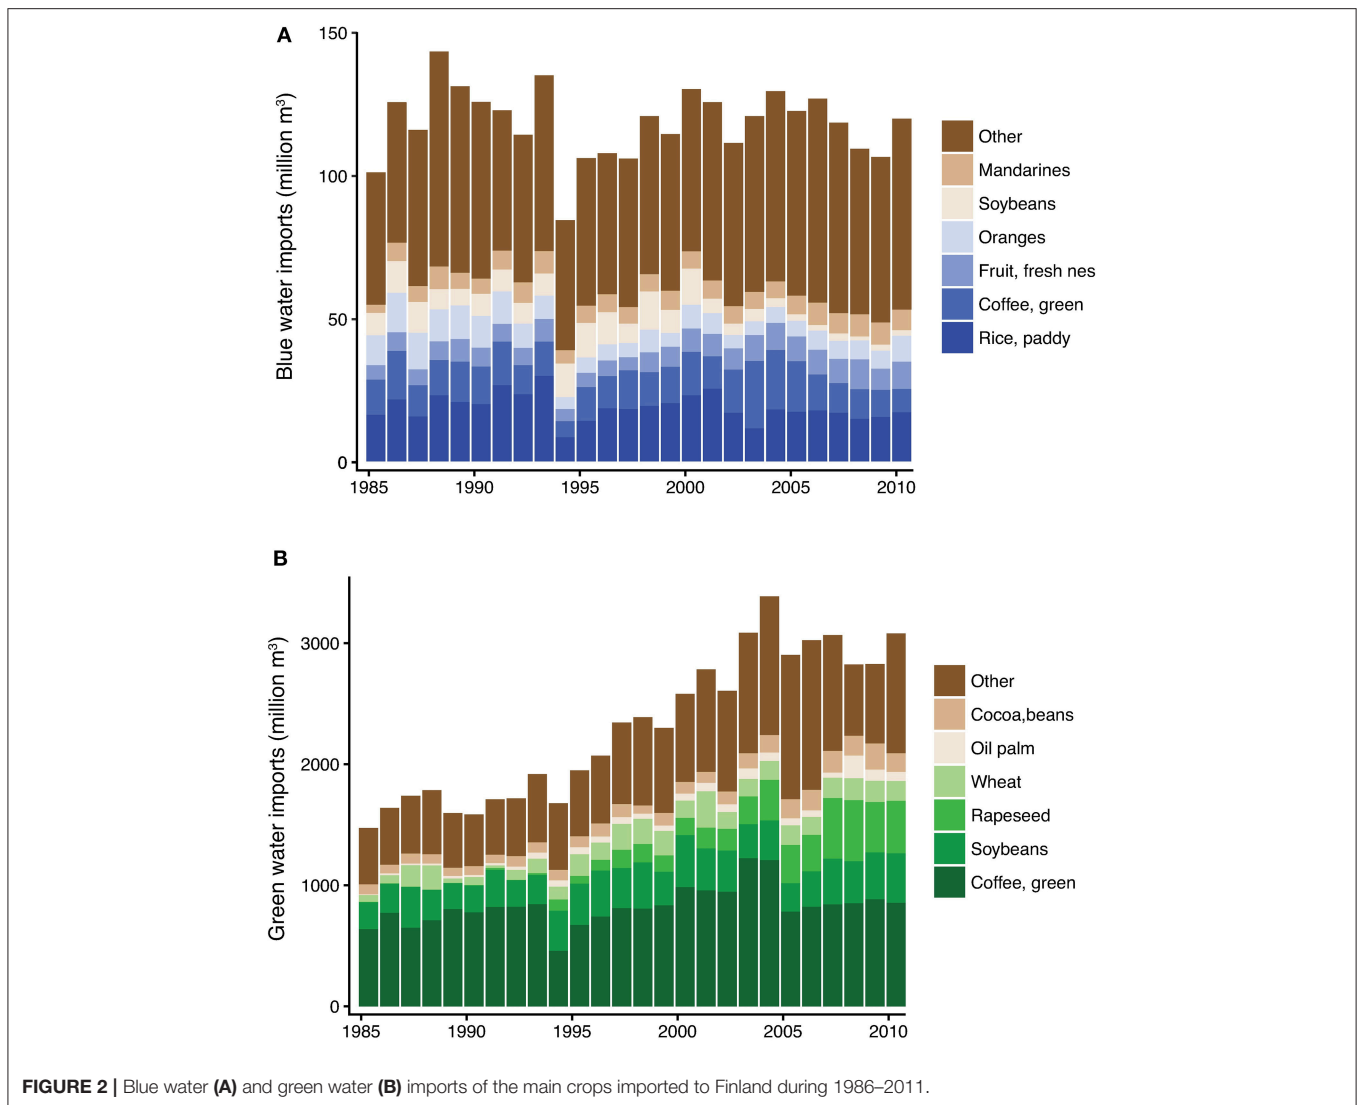 A
150
100
50
0
Blue water imports (million m³)
1985 1990 1995 2000 2005 2010
Other
Mandarines
Soybeans
Oranges
Fruit, fresh nes
Coffee, green
Rice, paddy
B
3000
2000
1000
0
Green water imports (million m³)
1985 1990 1995 2000 2005 2010
Other
Cocoa,beans
Oil palm
Wheat
Rapeseed
Soybeans
Coffee, green
FIGURE 2 | Blue water (A) and green water (B) imports of the main crops imported to Finland during 1986–2011.